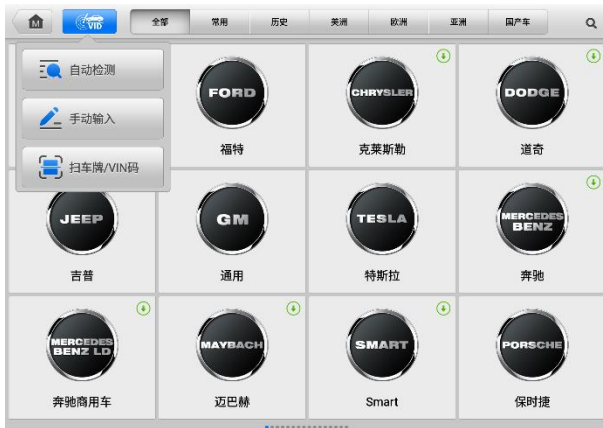 VID
全部
常用
历史
美洲
欧洲
亚洲
国产车
自动检测
手动输入
扫车牌/VIN码
FORD
福特
CHRYSLER
克莱斯勒
DODGE
道奇
JEEP
吉普
GM
通用
TESLA
特斯拉
MERCEDES
BENZ
奔驰
MERCEDES
BENZ LD
奔驰商用车
MAYBACH
迈巴赫
SMART
Smart
PORSCHE
保时捷